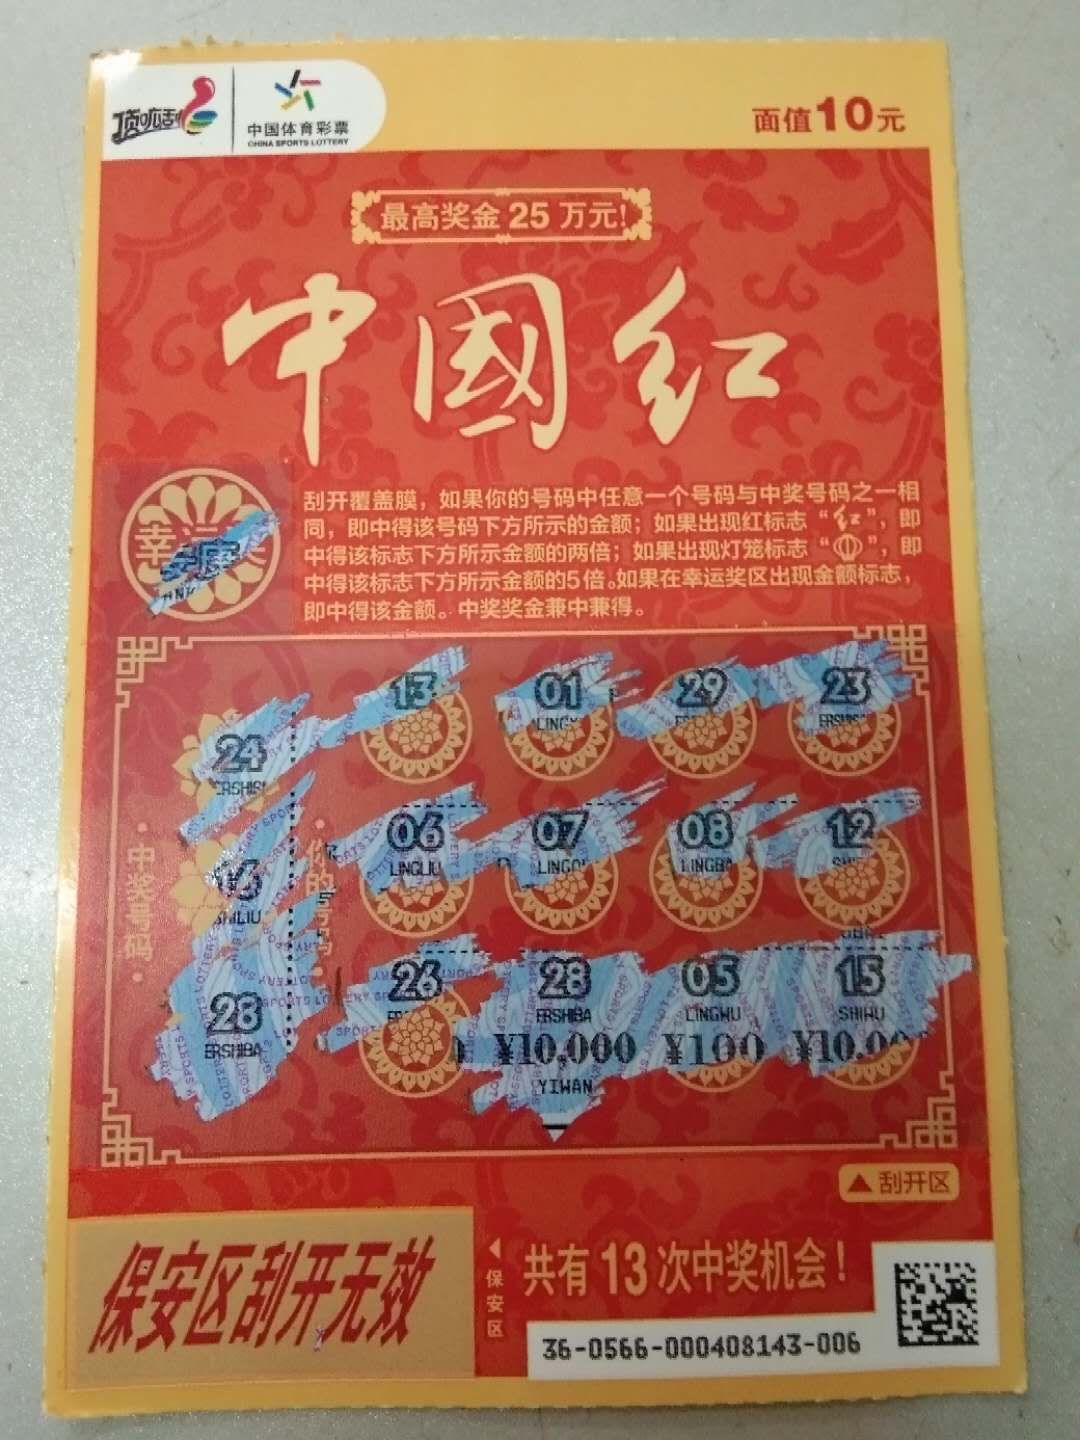 顶呱刮
中国体育彩票
CHINA SPORTS LOTTERY
面值10元
最高奖金 25 万元!
中國红
刮开覆盖膜，如果你的号码中任意一个号码与中奖号码之一相
同，即中得该号码下方所示的金额；如果出现红标志“红”，即
中得该标志下方所示金额的两倍；如果出现灯笼标志“”，即
中得该标志下方所示金额的5倍。如果在幸运奖区出现金额标志，
即中得该金额。中奖奖金兼中兼得。
中奖号码
24
ERSHISI
16
SHILIU
28
ERSHIBA
你的号码
13
01
29
23
ERSHISA
06
LINGLIU
07
LINGQI
08
LINGBA
12
26
28
ERSHIBA
¥10,000
YIWAN
05
LINGWU
¥100
15
SHIWU
¥10,00
刮开区
保安区刮开无效
保安区
共有 13 次中奖机会！
36-0566-000408143-006